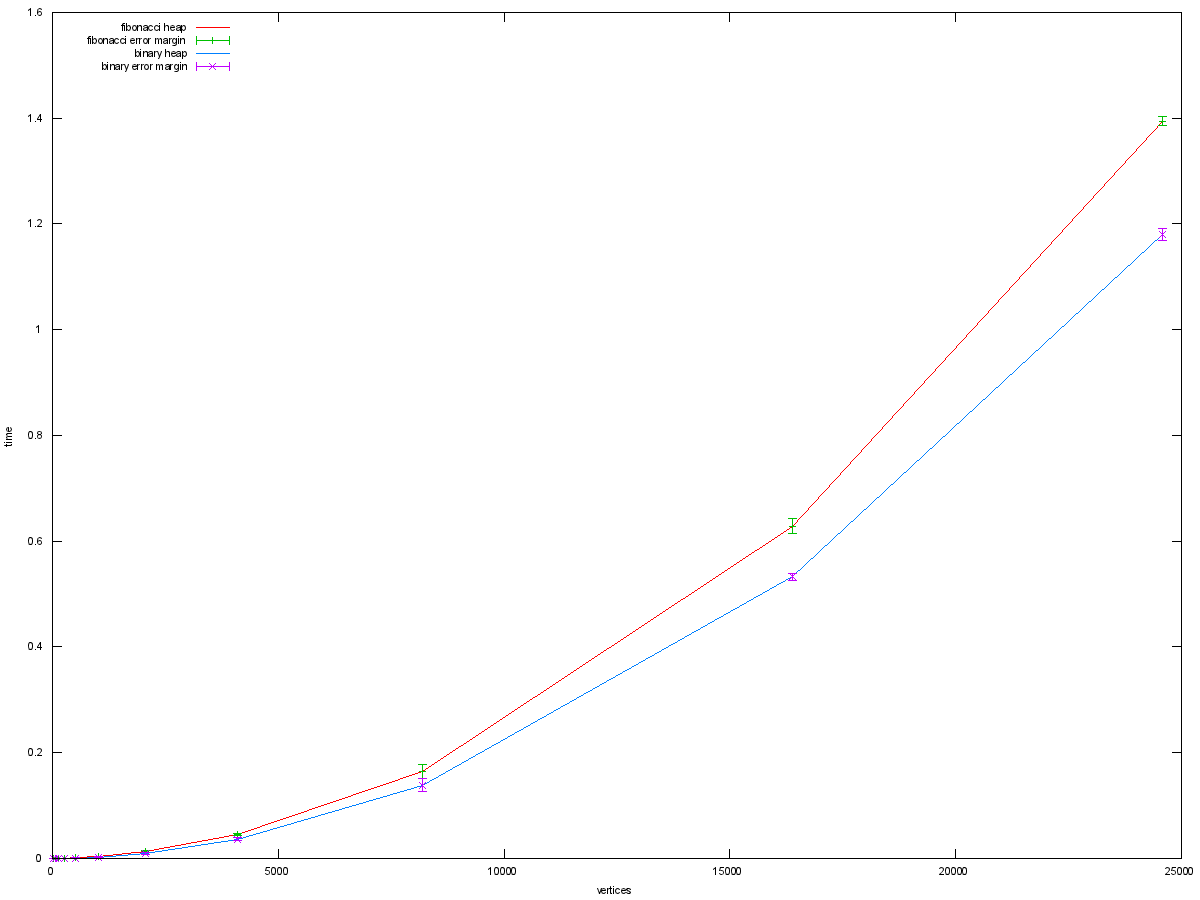 1.6
fibonacci heap
fibonacci error margin
binary heap
binary error margin
1.4
1.2
1
0.8
time
0.6
0.4
0.2
0
0 5000 10000 15000 20000 25000
vertices